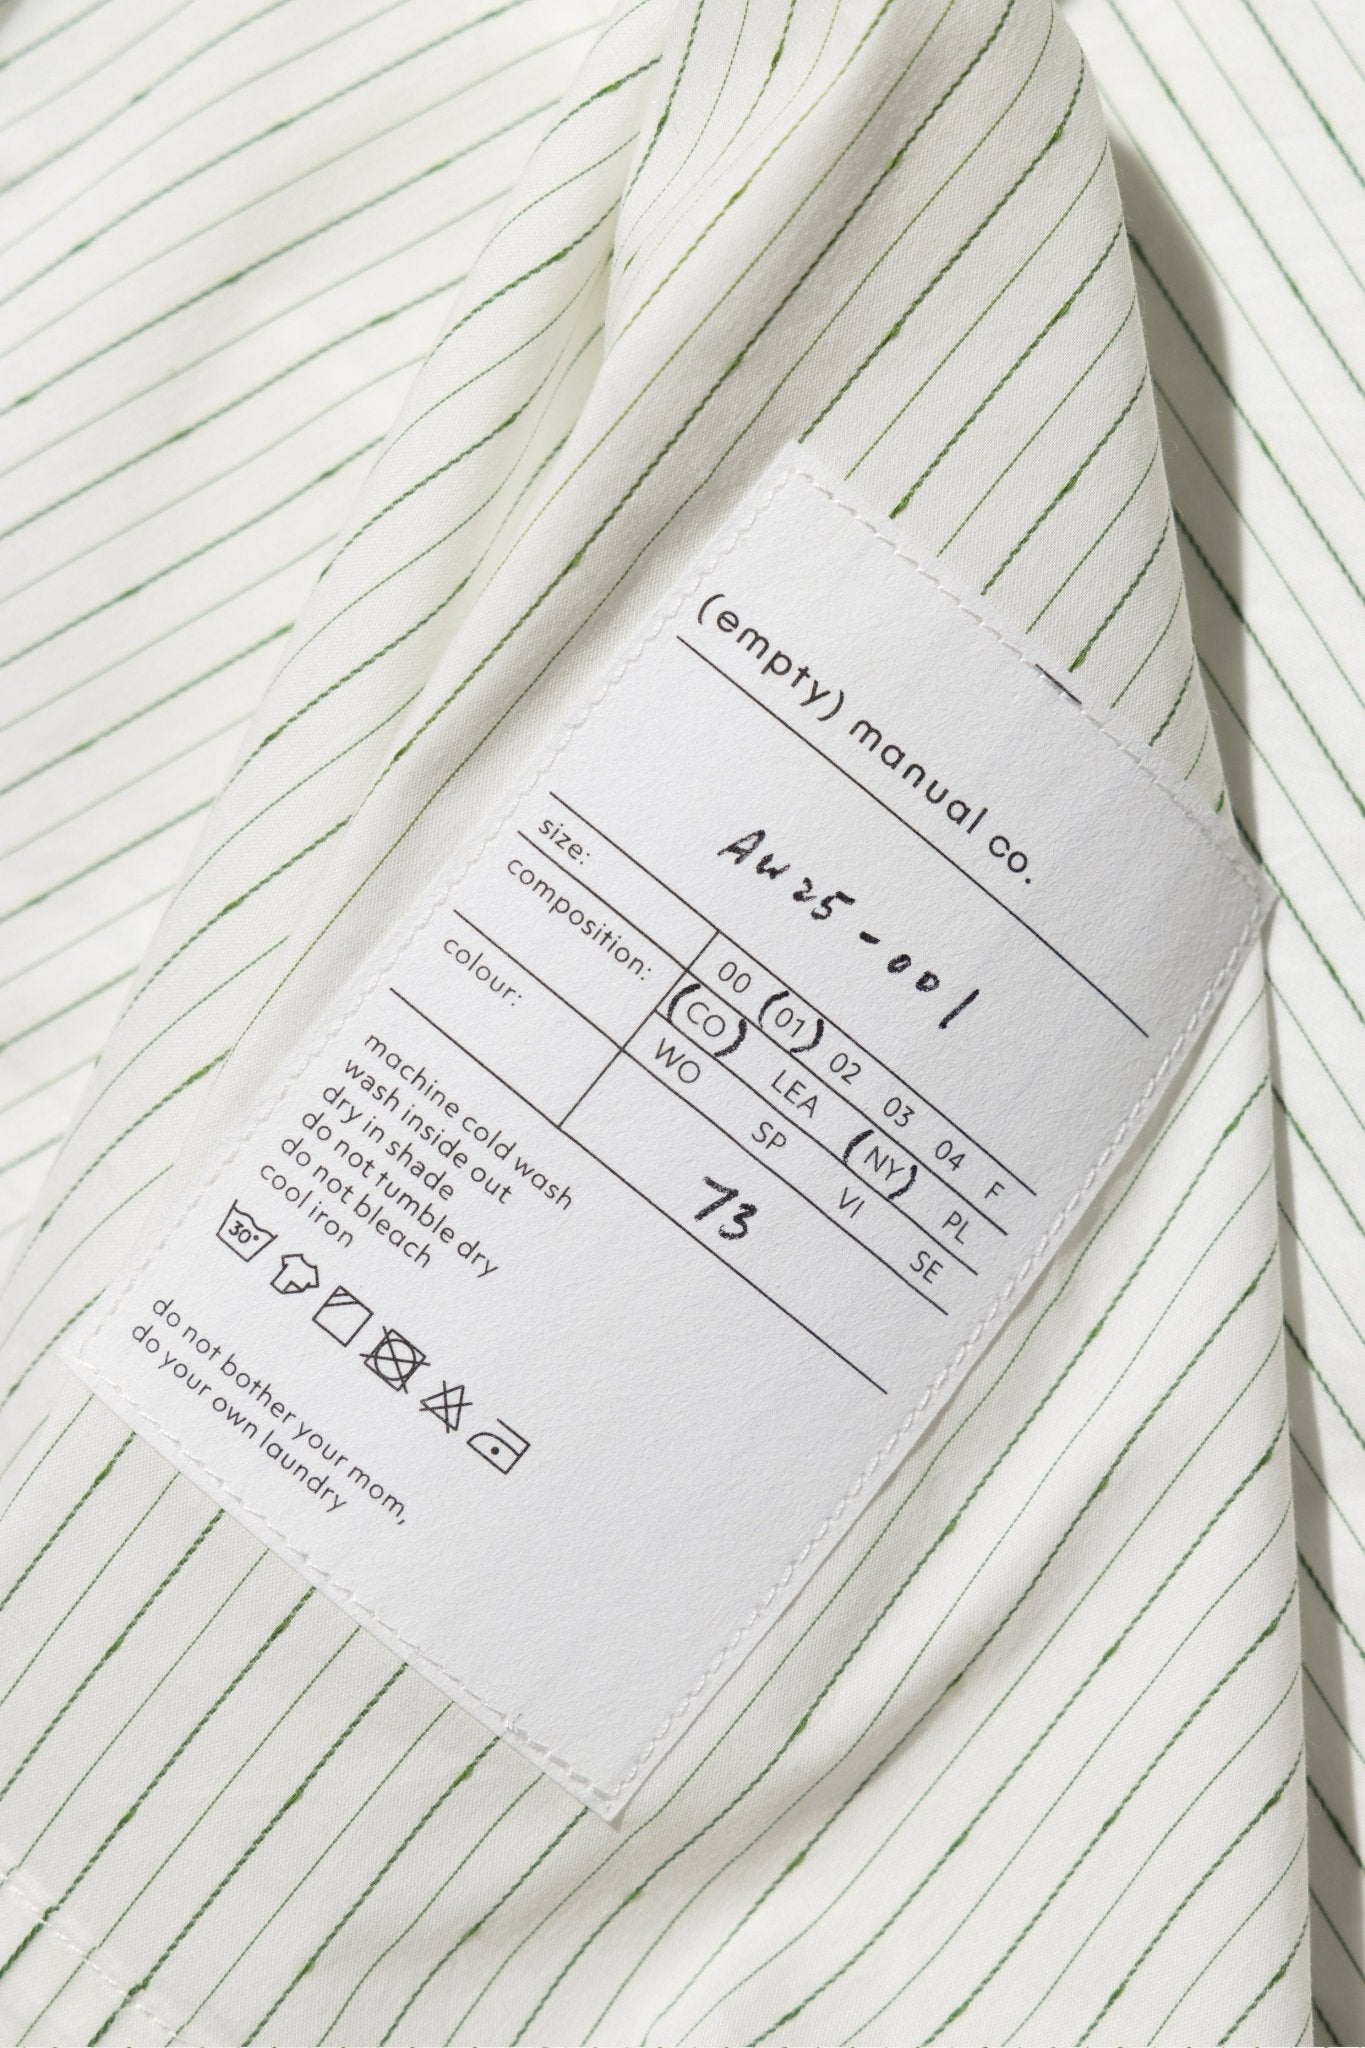 (empty) manual co.
AW25-001
size: 00 (01) 02 03 04 F
composition: (CO) LEA (NY) PL
WO SP VI SE
colour: 73
machine cold wash
wash inside out
dry in shade
do not tumble dry
do not bleach
cool iron
30°
do not bother your mom,
do your own laundry